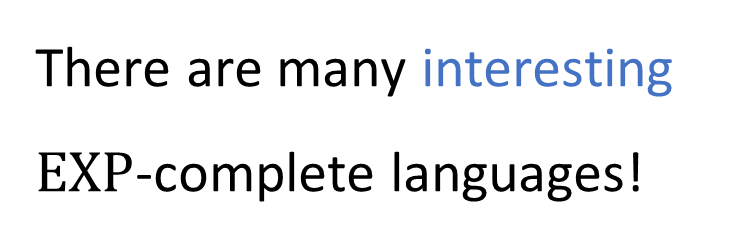 There are many interesting
EXP-complete languages!